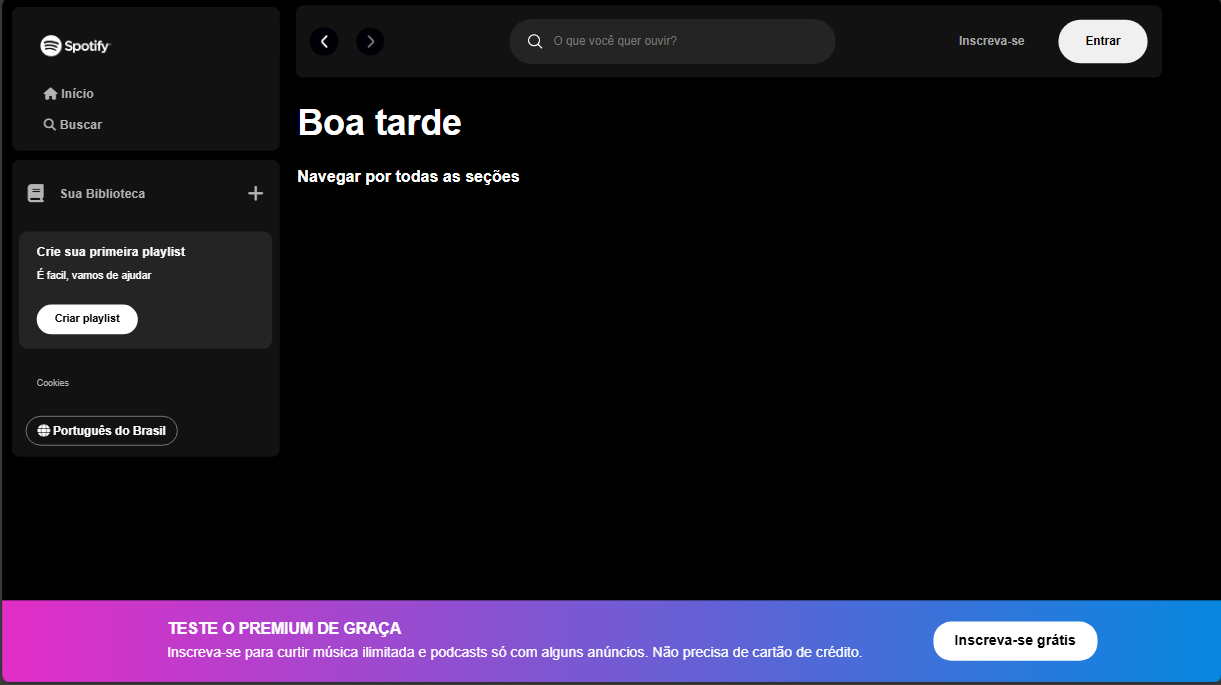 Spotify
Início
Buscar
Sua Biblioteca
Crie sua primeira playlist
É facil, vamos de ajudar
Criar playlist
Cookies
Português do Brasil
O que você quer ouvir?
Inscreva-se
Entrar
Boa tarde
Navegar por todas as seções
TESTE O PREMIUM DE GRAÇA
Inscreva-se para curtir música ilimitada e podcasts só com alguns anúncios. Não precisa de cartão de crédito.
Inscreva-se grátis